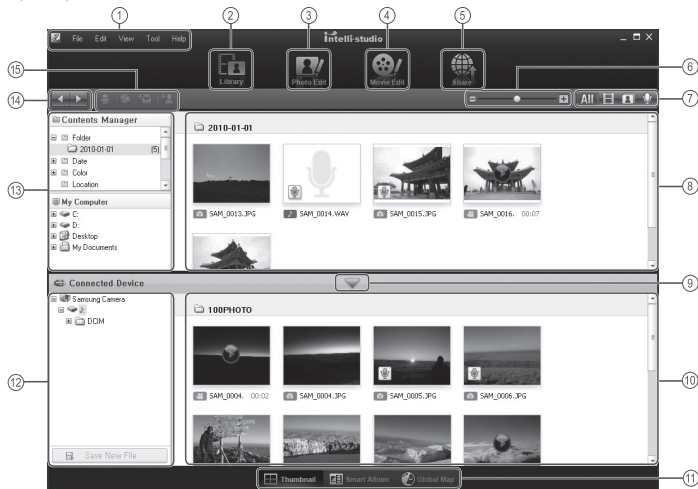 1 2 3 4 5
File Edit View Tool Help
intelli-studio
Library Photo Edit Movie Edit Share
15 6
14 All 7
Contents Manager
Folder
2010-01-01 (5)
Date
Color
Location
13
My Computer
C:
D:
Desktop
My Documents
2010-01-01
SAM_0013.JPG SAM_0014.WAV SAM_0015.JPG SAM_0016. 00:07
8
Connected Device
9
Samsung Camera
J:
DCIM
12
Save New File
100PHOTO
SAM_0004. 00:02 SAM_0004.JPG SAM_0005.JPG SAM_0006.JPG
10
Thumbnail Smart Album Global Map
11